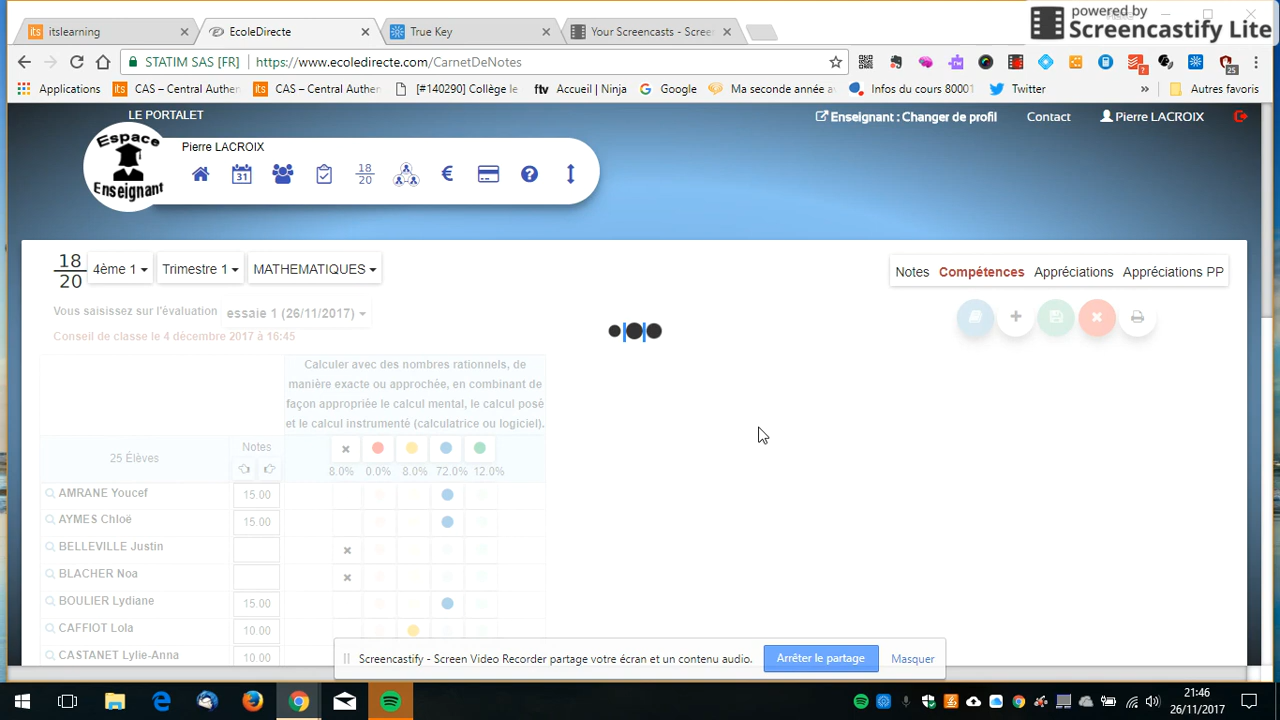 powered by
Screencastify Lite
itslearning
EcoleDirecte
True Key
Your Screencasts - Screen
STATIM SAS [FR]
https://www.ecoledirecte.com/CarnetDeNotes
25
Applications
CAS – Central Authen
CAS – Central Authen
[#140290] Collège le
ftv
Accueil | Ninja
Google
Ma seconde année a
Infos du cours 80001
Twitter
»
Autres favoris
LE PORTALET
Enseignant : Changer de profil
Contact
Pierre LACROIX
Espace
Enseignant
Pierre LACROIX
31
18
20
€
?
18
20
4ème 1
Trimestre 1
MATHEMATIQUES
Notes
Compétences
Appréciations
Appréciations PP
Vous saisissez sur l'évaluation
essaie 1 (26/11/2017)
Conseil de classe le 4 décembre 2017 à 16:45
Calculer avec des nombres rationnels, de
manière exacte ou approchée, en combinant de
façon appropriée le calcul mental, le calcul posé
et le calcul instrumenté (calculatrice ou logiciel).
25 Élèves
Notes
8.0% 0.0% 8.0% 72.0% 12.0%
AMRANE Youcef 15.00
AYMES Chloë 15.00
BELLEVILLE Justin
BLACHER Noa
BOULIER Lydiane 15.00
CAFFIOT Lola 10.00
CASTANET Lylie-Anna 10.00
Screencastify - Screen Video Recorder partage votre écran et un contenu audio.
Arrêter le partage
Masquer
21:46
26/11/2017